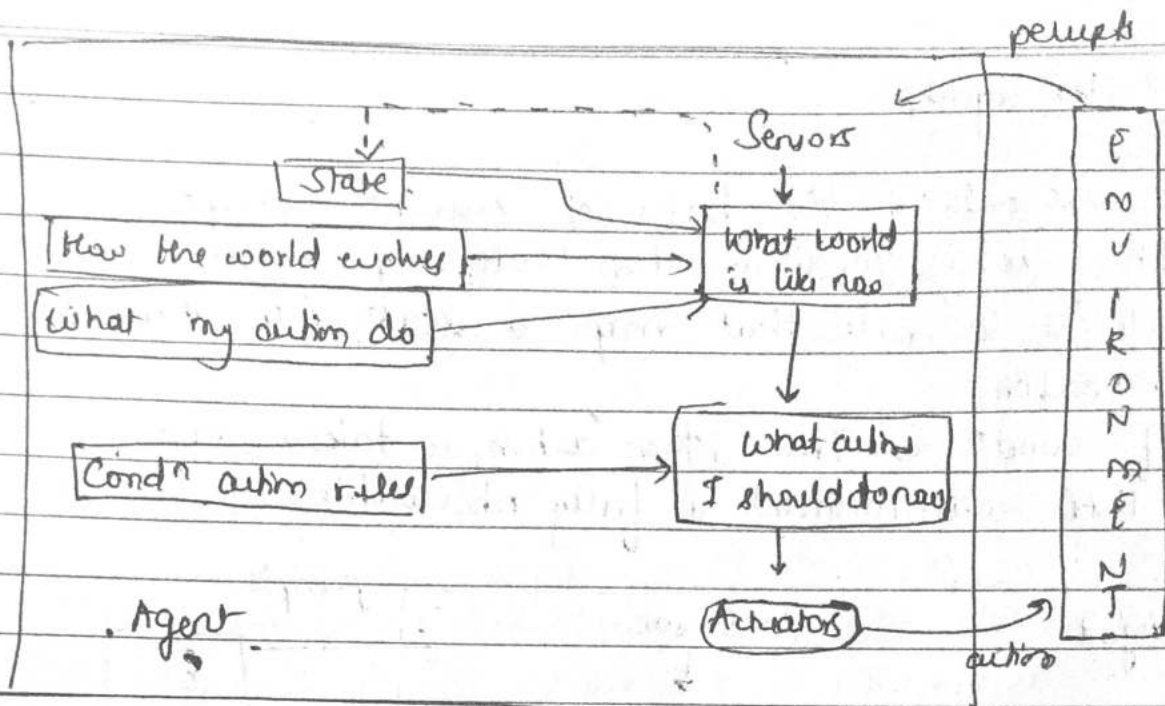 percepts
Sensors
State
What world
is like now
How the world evolves
What my action do
ENVIRONMENT
What action
I should do now
Condn action rules
Agent
Actuators
action